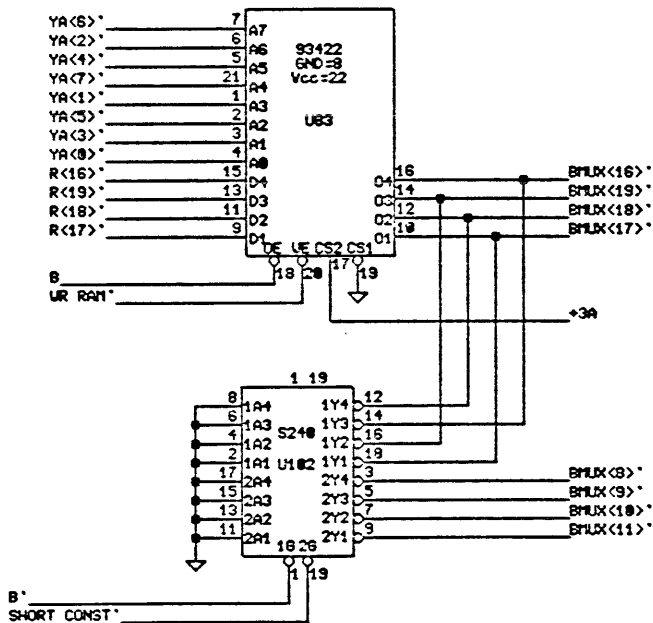 YA<6>' 7 A7
YA<2>' 6 A6
YA<4>' 5 A5
YA<7>' 21 A4
YA<1>' 1 A3
YA<5>' 2 A2
YA<3>' 3 A1
YA<0>' 4 A0
R<16>' 15 D4
R<19>' 13 D3
R<18>' 11 D2
R<17>' 9 D1
93422
GND=8
Vcc=22
U83
O4 16 BMUX<16>'
O3 14 BMUX<19>'
O2 12 BMUX<18>'
O1 10 BMUX<17>'
OE WE CS2 CS1
18 20 17 19
B
WR RAM'
+3A
1 19
8 1A4
6 1A3
4 1A2
2 1A1
17 2A4
15 2A3
13 2A2
11 2A1
S240
U102
1Y4 12
1Y3 14
1Y2 16
1Y1 18
2Y4 3 BMUX<8>'
2Y3 5 BMUX<9>'
2Y2 7 BMUX<10>'
2Y1 9 BMUX<11>'
1G 2G
1 19
B'
SHORT CONST'